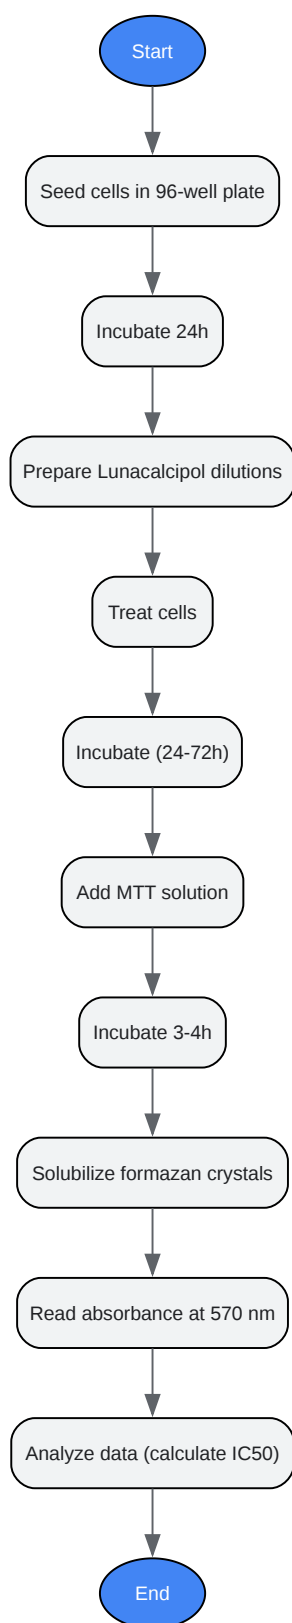 Start
Seed cells in 96-well plate
Incubate 24h
Prepare Lunacalcipol dilutions
Treat cells
Incubate (24-72h)
Add MTT solution
Incubate 3-4h
Solubilize formazan crystals
Read absorbance at 570 nm
Analyze data (calculate IC50)
End